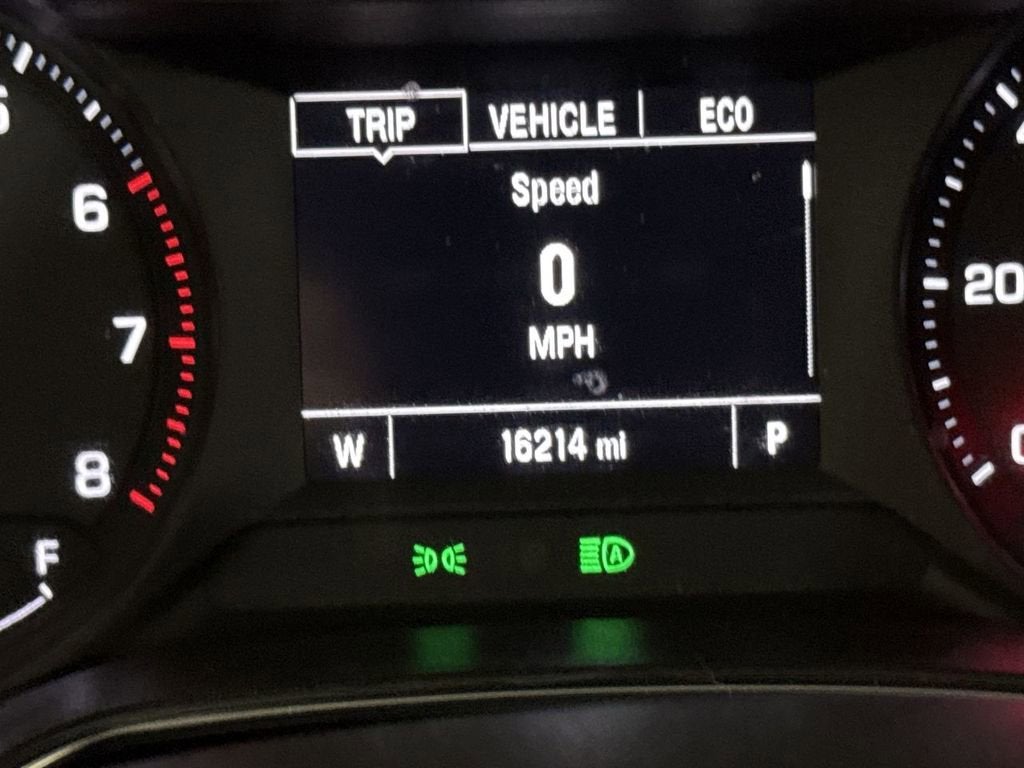 TRIP VEHICLE ECO
Speed
6
0
20
7
MPH
W 16214 mi P
8
F
A